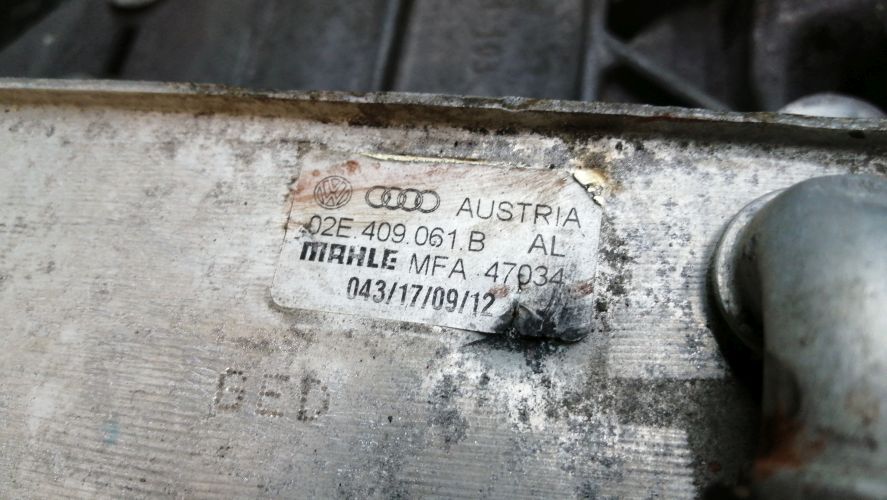 AUSTRIA
02E.409.061.B AL
MAHLE MFA 47034
043/17/09/12
DED